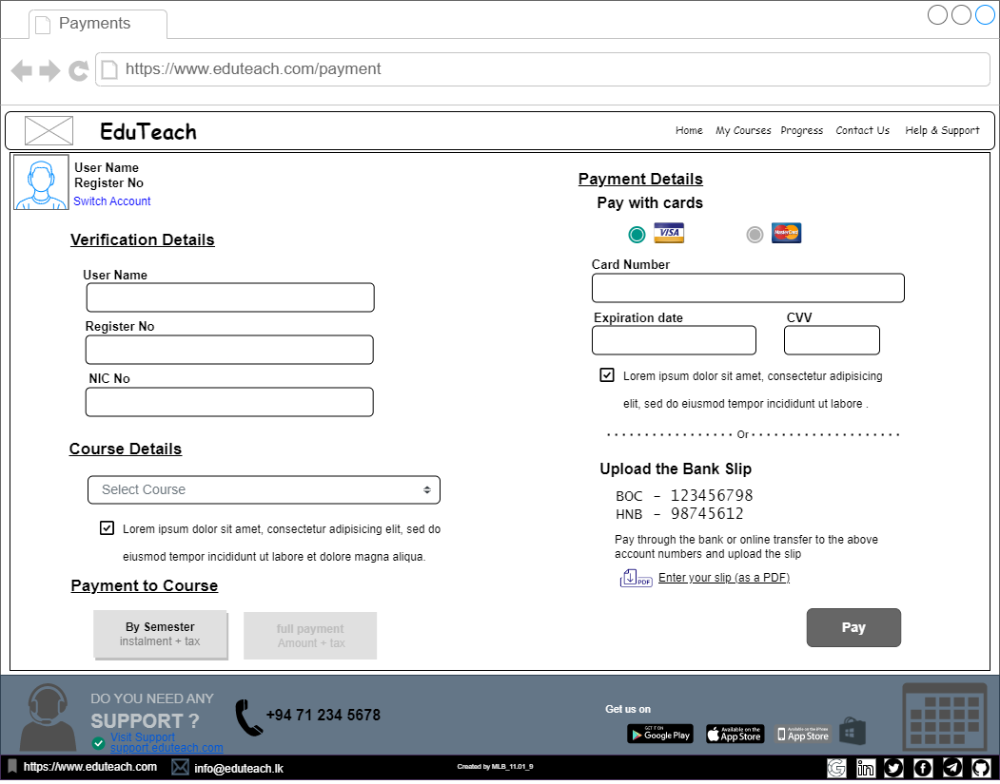 Payments
https://www.eduteach.com/payment
EduTeach
Home
My Courses
Progress
Contact Us
Help & Support
User Name
Register No
Switch Account
Verification Details
User Name
Register No
NIC No
Course Details
Select Course
Lorem ipsum dolor sit amet, consectetur adipisicing elit, sed do
eiusmod tempor incididunt ut labore et dolore magna aliqua.
Payment to Course
By Semester
instalment + tax
full payment
Amount + tax
Payment Details
Pay with cards
VISA
MasterCard
Card Number
Expiration date
CVV
Lorem ipsum dolor sit amet, consectetur adipisicing
elit, sed do eiusmod tempor incididunt ut labore .
Or
Upload the Bank Slip
BOC - 123456798
HNB - 98745612
Pay through the bank or online transfer to the above
account numbers and upload the slip
PDF
Enter your slip (as a PDF)
Pay
DO YOU NEED ANY
SUPPORT ?
Visit Support
support.eduteach.com
+94 71 234 5678
Get us on
GET IT ON
Google Play
Available on the
App Store
Available on the iPhone
App Store
https://www.eduteach.com
info@eduteach.lk
Created by MLB_11.01_9